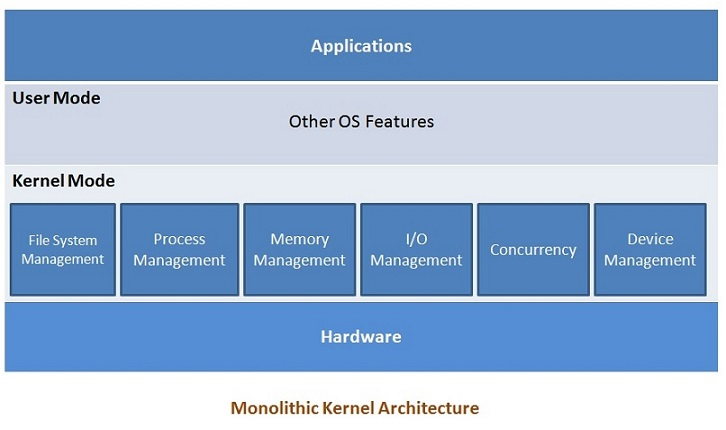 Applications
User Mode
Other OS Features
Kernel Mode
File System
Management
Process
Management
Memory
Management
I/O
Management
Concurrency
Device
Management
Hardware
Monolithic Kernel Architecture